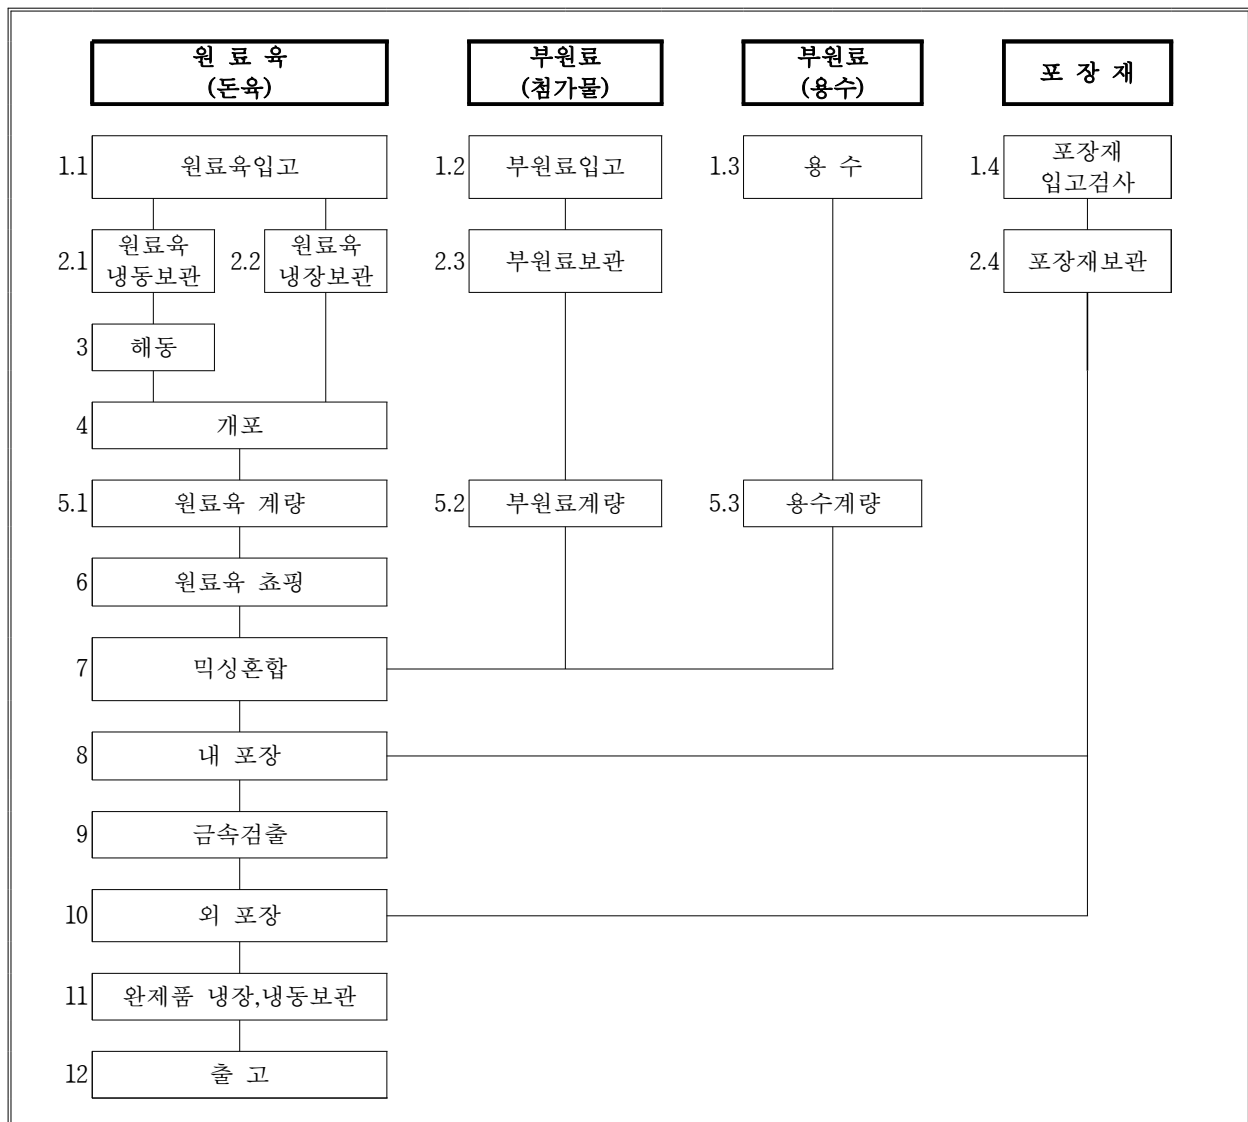 원 료 육
(돈육)
부원료
(첨가물)
부원료
(용수)
포 장 재
1.1 원료육입고
1.2 부원료입고
1.3 용 수
1.4 포장재
입고검사
2.1 원료육
냉동보관
2.2 원료육
냉장보관
2.3 부원료보관
2.4 포장재보관
3 해동
4 개포
5.1 원료육 계량
5.2 부원료계량
5.3 용수계량
6 원료육 쵸핑
7 믹싱혼합
8 내 포장
9 금속검출
10 외 포장
11 완제품 냉장,냉동보관
12 출 고